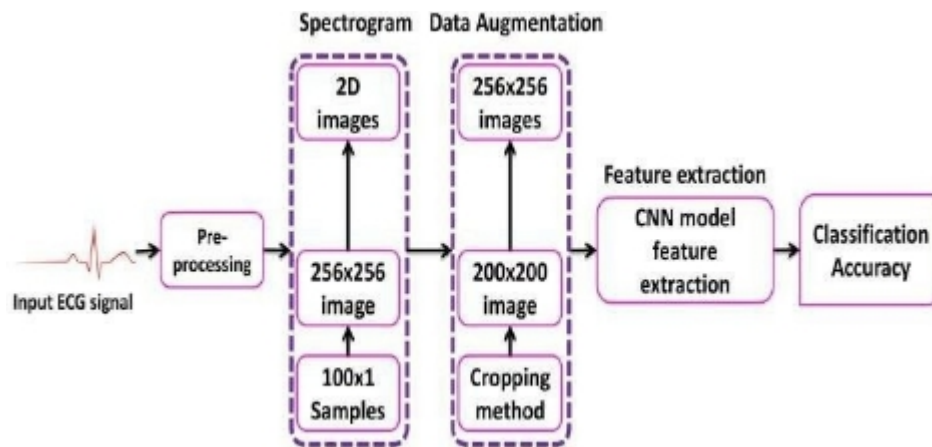 Spectrogram
Data Augmentation
2D
images
256x256
images
Feature extraction
Pre-
processing
256x256
image
200x200
image
CNN model
feature
extraction
Classification
Accuracy
Input ECG signal
100x1
Samples
Cropping
method